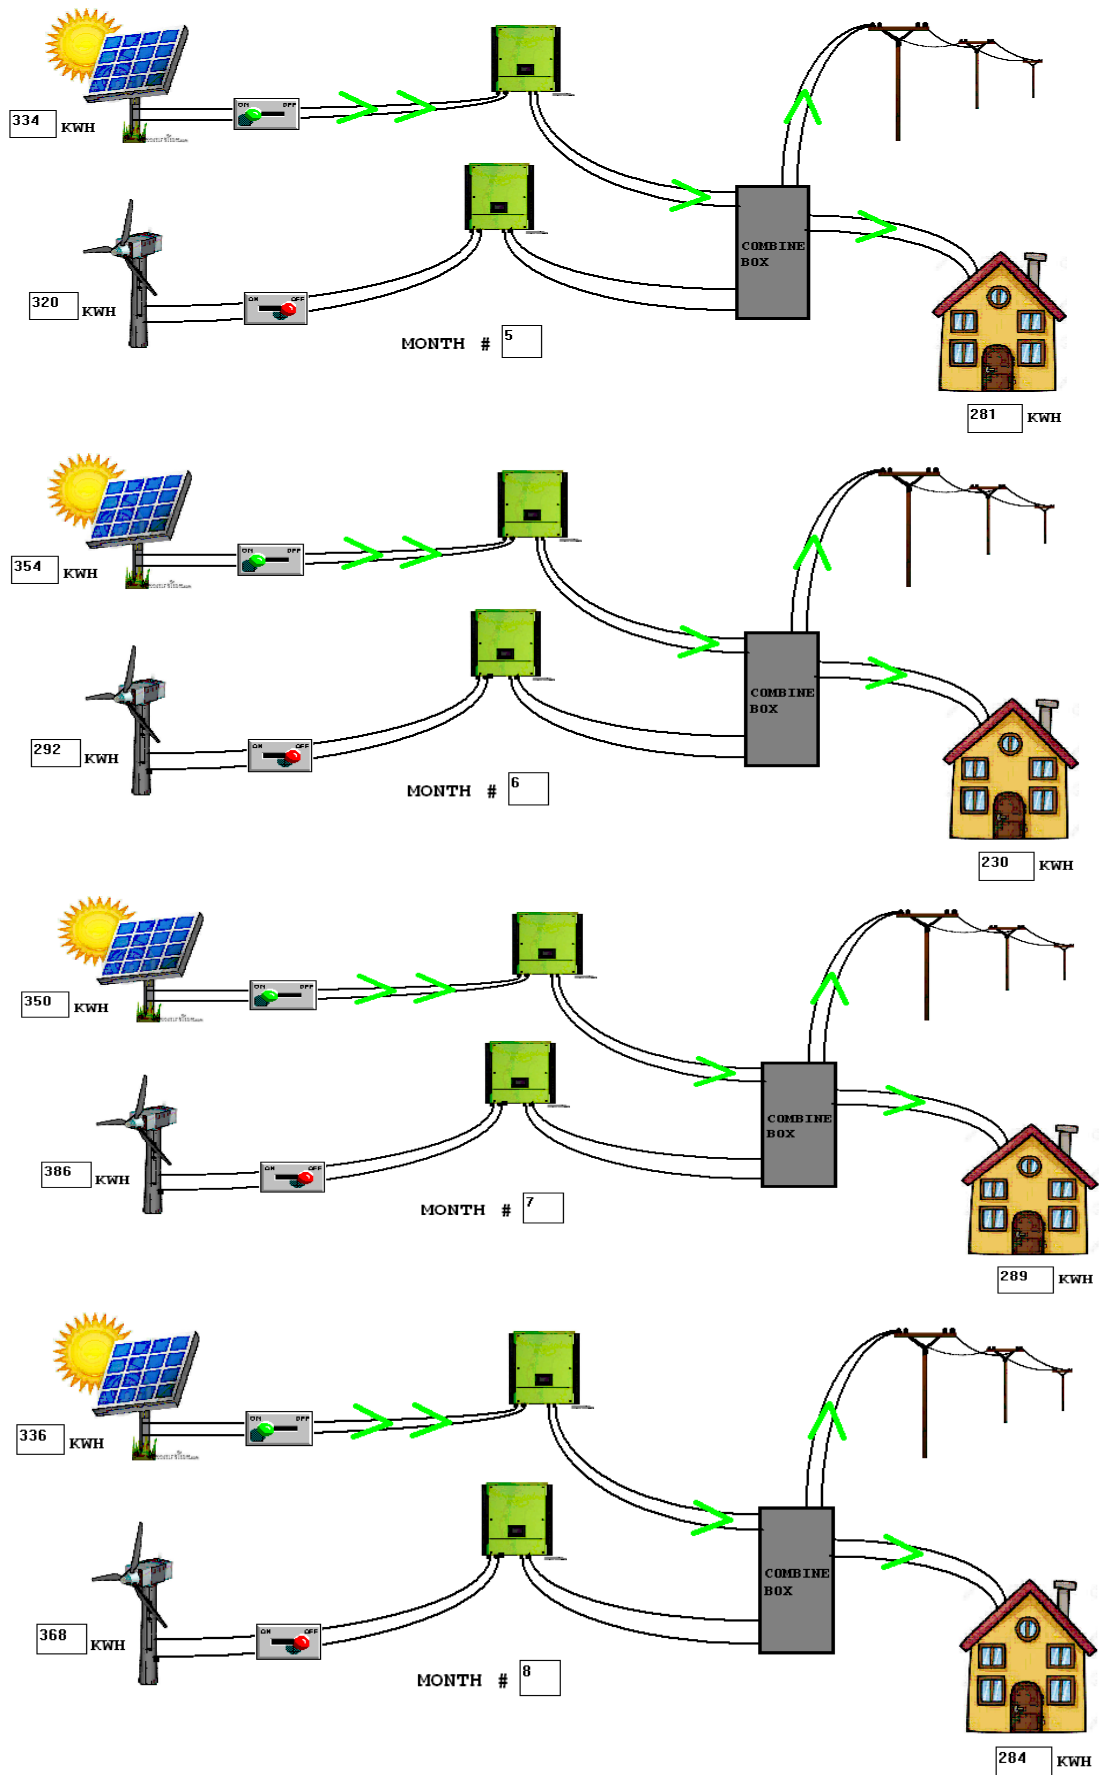 ON OFF
334 KWH
COMBINE
BOX
320 KWH
ON OFF
MONTH # 5
281 KWH
ON OFF
354 KWH
COMBINE
BOX
292 KWH
ON OFF
MONTH # 6
230 KWH
ON OFF
350 KWH
COMBINE
BOX
386 KWH
ON OFF
MONTH # 7
289 KWH
ON OFF
336 KWH
COMBINE
BOX
368 KWH
ON OFF
MONTH # 8
284 KWH